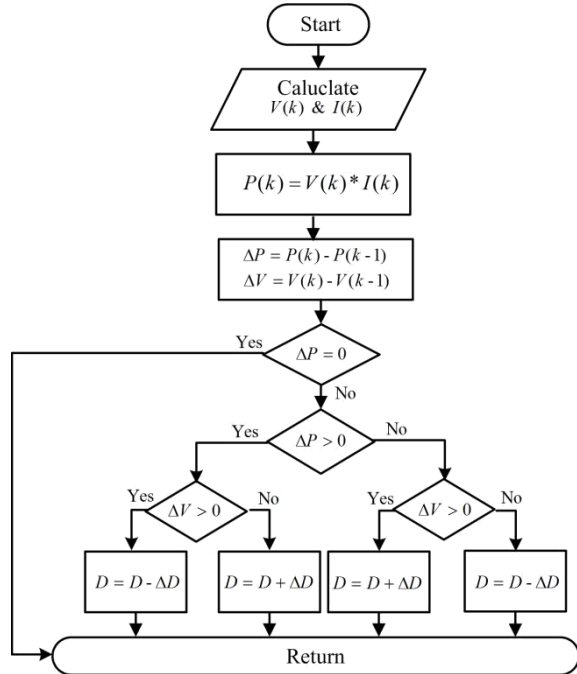 Start
Caluclate
V(k) & I(k)
P(k) = V(k) * I(k)
ΔP = P(k) - P(k-1)
ΔV = V(k) - V(k-1)
Yes
ΔP = 0
No
Yes
ΔP > 0
No
Yes
ΔV > 0
No
Yes
ΔV > 0
No
D = D - ΔD
D = D + ΔD
D = D + ΔD
D = D - ΔD
Return